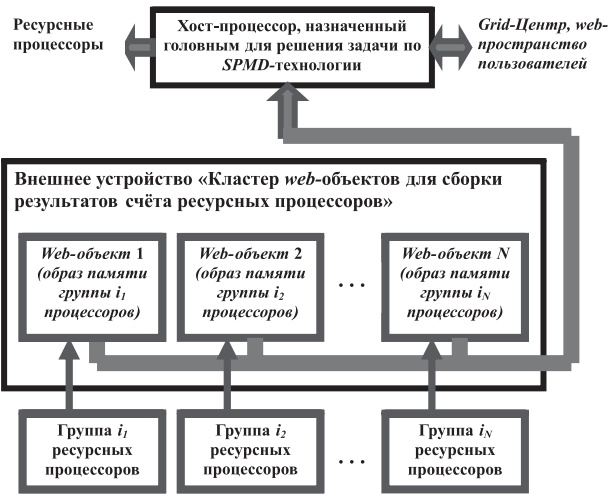 Ресурсные
процессоры
Хост-процессор, назначенный
головным для решения задачи по
SPMD-технологии
Grid-Центр, web-
пространство
пользователей
Внешнее устройство «Кластер web-объектов для сборки
результатов счёта ресурсных процессоров»
Web-объект 1
(образ памяти
группы i1
процессоров)
Web-объект 2
(образ памяти
группы i2
процессоров)
. . .
Web-объект N
(образ памяти
группы iN
процессоров)
Группа i1
ресурсных
процессоров
Группа i2
ресурсных
процессоров
. . .
Группа iN
ресурсных
процессоров